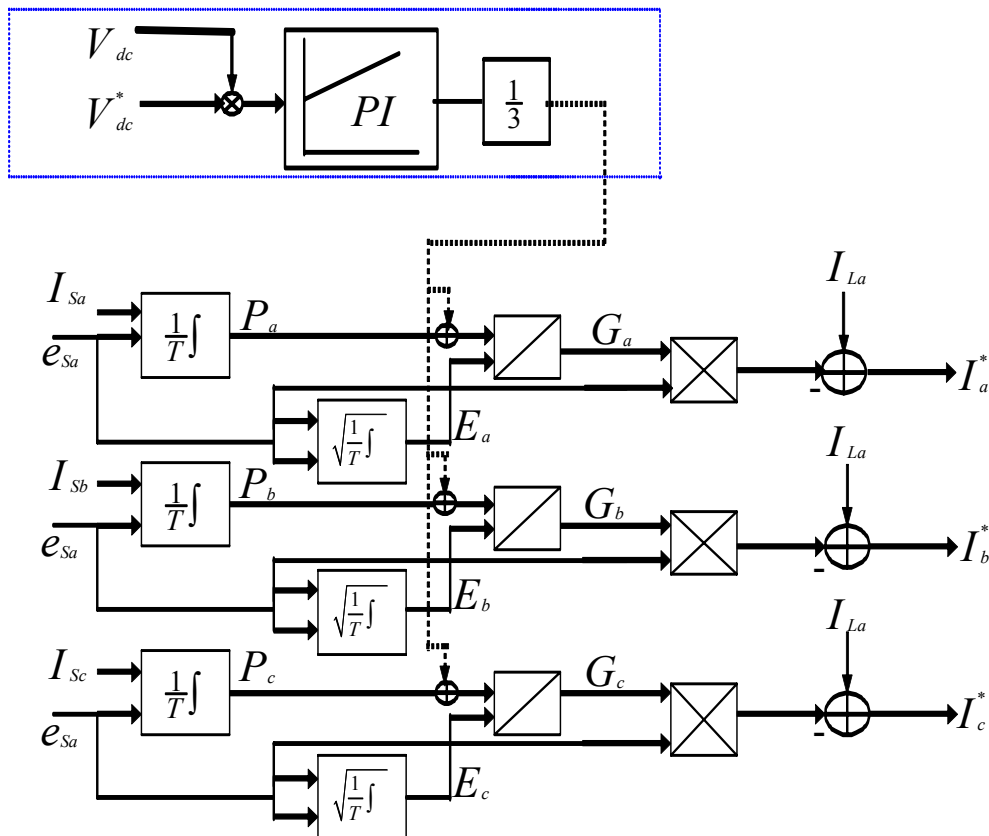 V_dc
V*_dc
PI
1/3
I_Sa
e_Sa
1/T ∫
P_a
G_a
I_La
-
I*_a
√(1/T ∫)
E_a
I_Sb
e_Sa
1/T ∫
P_b
G_b
I_La
-
I*_b
√(1/T ∫)
E_b
I_Sc
e_Sa
1/T ∫
P_c
G_c
I_La
-
I*_c
√(1/T ∫)
E_c